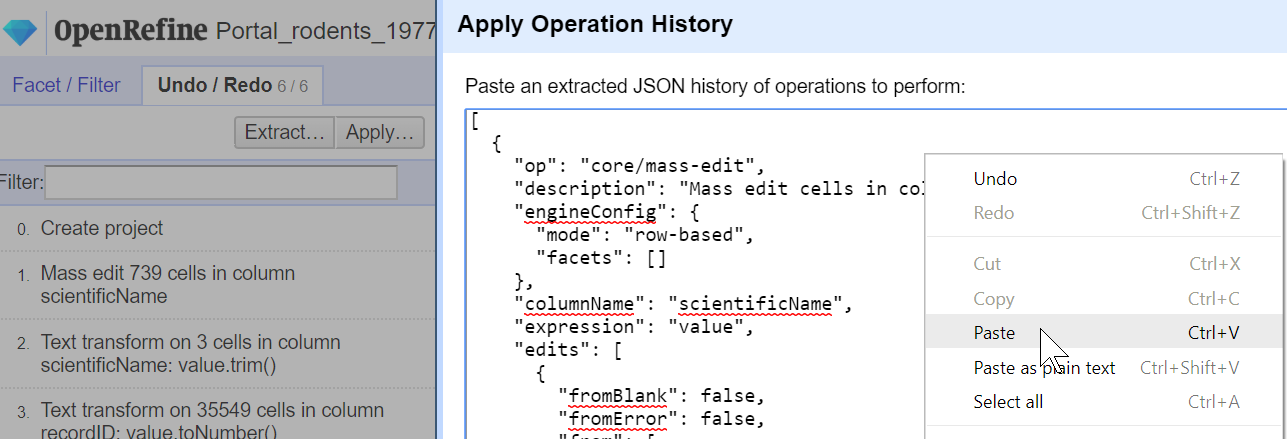 OpenRefine Portal_rodents_1977
Facet / Filter Undo / Redo 6 / 6
Extract... Apply...
Filter:
0. Create project
1. Mass edit 739 cells in column
scientificName
2. Text transform on 3 cells in column
scientificName: value.trim()
3. Text transform on 35549 cells in column
recordID: value.toNumber()
Apply Operation History
Paste an extracted JSON history of operations to perform:
[
{
"op": "core/mass-edit",
"description": "Mass edit cells in col
"engineConfig": {
"mode": "row-based",
"facets": []
},
"columnName": "scientificName",
"expression": "value",
"edits": [
{
"fromBlank": false,
"fromError": false,
"from": [
Undo Ctrl+Z
Redo Ctrl+Shift+Z
Cut Ctrl+X
Copy Ctrl+C
Paste Ctrl+V
Paste as plain text Ctrl+Shift+V
Select all Ctrl+A